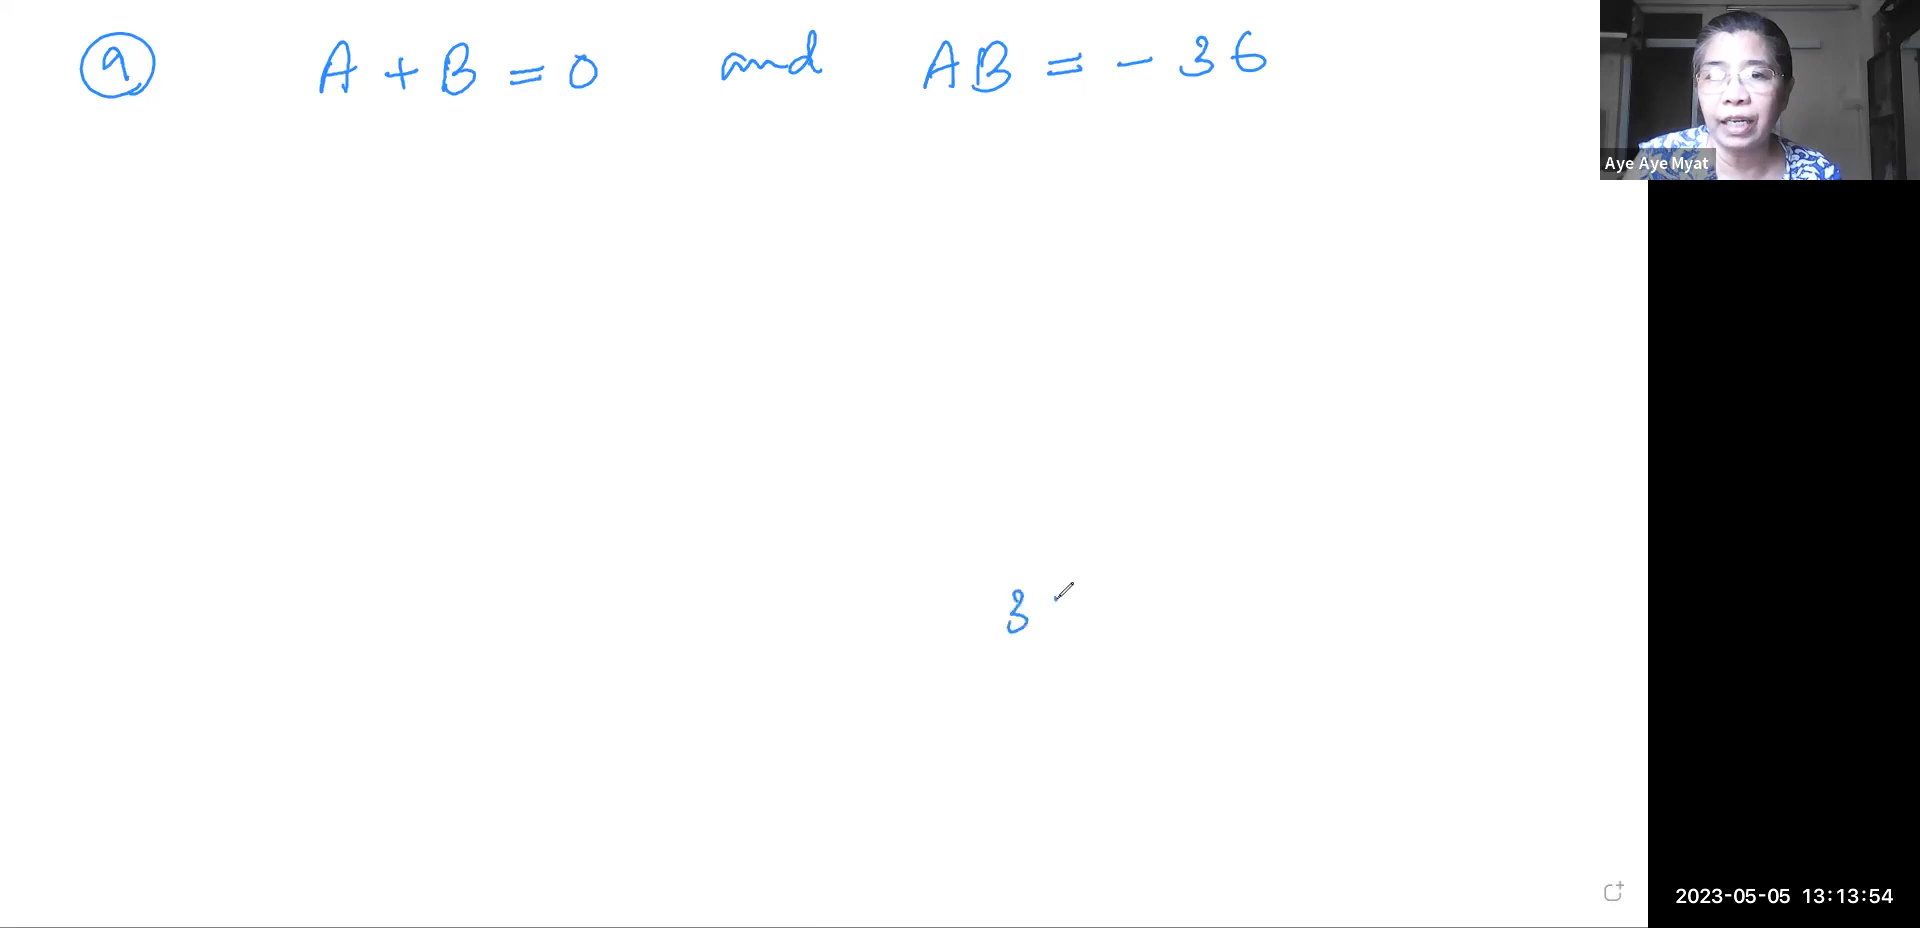 9 A + B = 0 and AB = - 36
Aye Aye Myat
3
2023-05-05 13:13:54